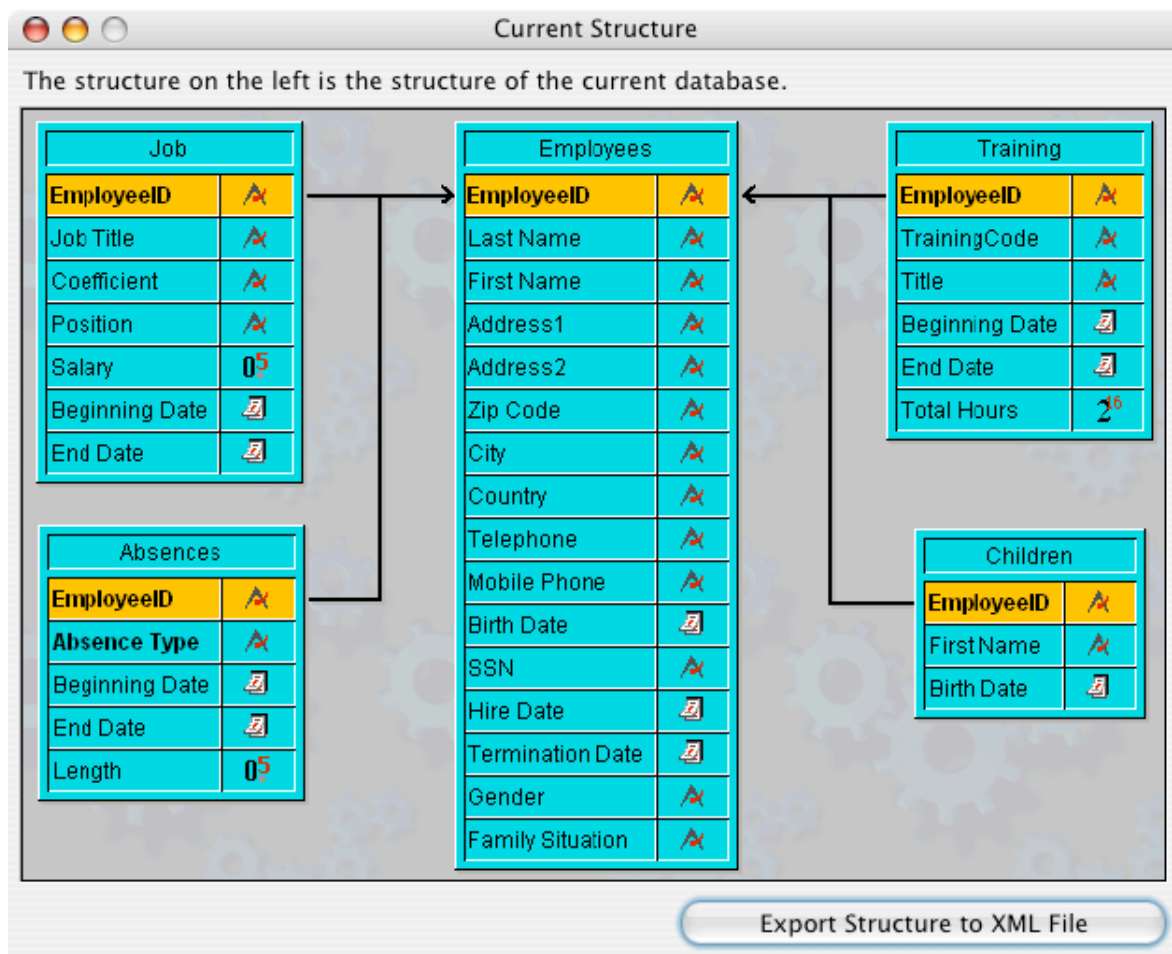 Current Structure
The structure on the left is the structure of the current database.
Job
EmployeeID
Job Title
Coefficient
Position
Salary
Beginning Date
End Date
Absences
EmployeeID
Absence Type
Beginning Date
End Date
Length
Employees
EmployeeID
Last Name
First Name
Address1
Address2
Zip Code
City
Country
Telephone
Mobile Phone
Birth Date
SSN
Hire Date
Termination Date
Gender
Family Situation
Training
EmployeeID
TrainingCode
Title
Beginning Date
End Date
Total Hours
Children
EmployeeID
First Name
Birth Date
Export Structure to XML File